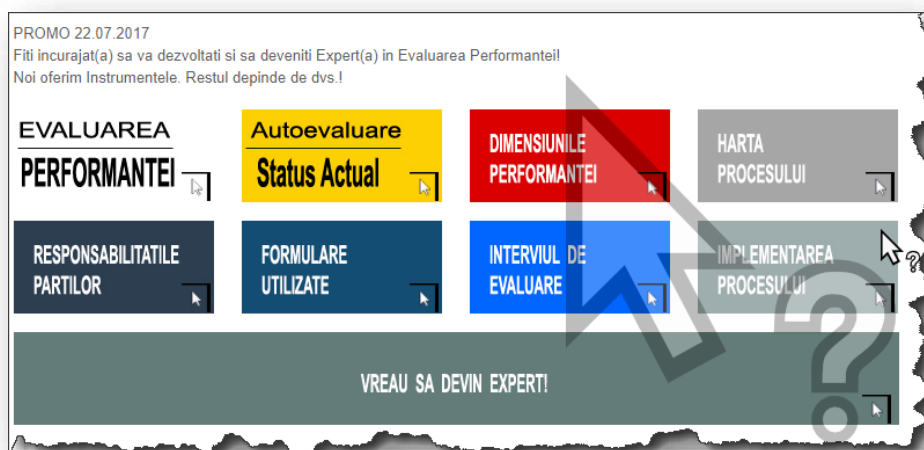 PROMO 22.07.2017
Fiti incurajat(a) sa va dezvoltati si sa deveniti Expert(a) in Evaluarea Performantei!
Noi oferim Instrumentele. Restul depinde de dvs.!
EVALUAREA
PERFORMANTEI
Autoevaluare
Status Actual
DIMENSIUNILE
PERFORMANTEI
HARTA
PROCESULUI
RESPONSABILITATILE
PARTILOR
FORMULARE
UTILIZATE
INTERVIUL DE
EVALUARE
IMPLEMENTAREA
PROCESULUI
?
?
VREAU SA DEVIN EXPERT!